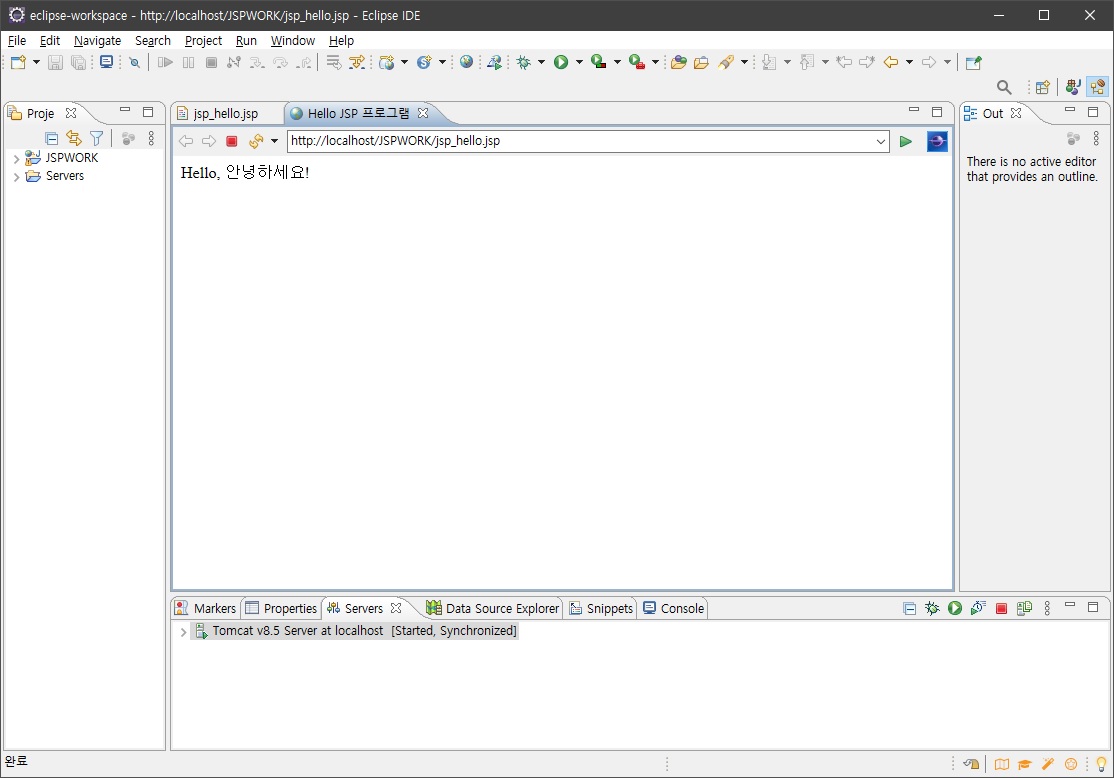 eclipse-workspace - http://localhost/JSPWORK/jsp_hello.jsp - Eclipse IDE
File Edit Navigate Search Project Run Window Help
Proje
jsp_hello.jsp
Hello JSP 프로그램
Out
http://localhost/JSPWORK/jsp_hello.jsp
JSPWORK
Servers
Hello, 안녕하세요!
There is no active editor
that provides an outline.
Markers Properties Servers Data Source Explorer Snippets Console
Tomcat v8.5 Server at localhost [Started, Synchronized]
완료